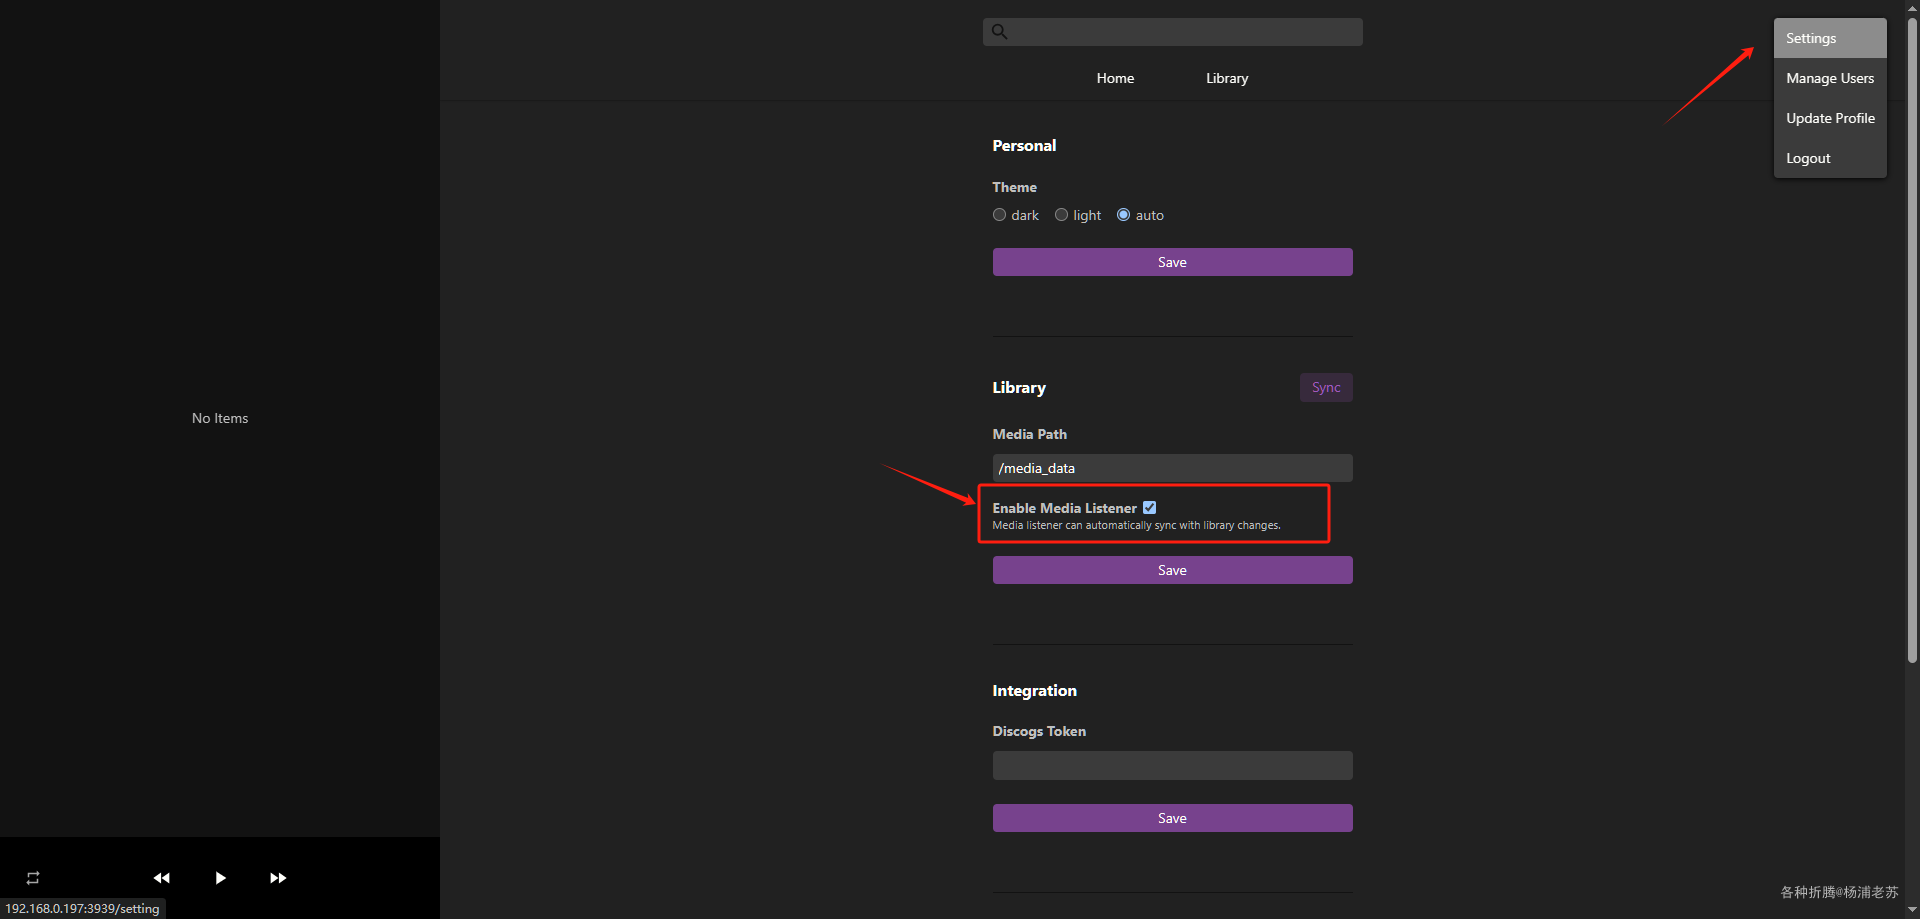 Settings
Manage Users
Update Profile
Logout
Home
Library
Personal
Theme
dark light auto
Save
Library
Sync
Media Path
/media_data
Enable Media Listener
Media listener can automatically sync with library changes.
Save
Integration
Discogs Token
Save
No Items
192.168.0.197:3939/setting
各种折腾@杨浦老苏